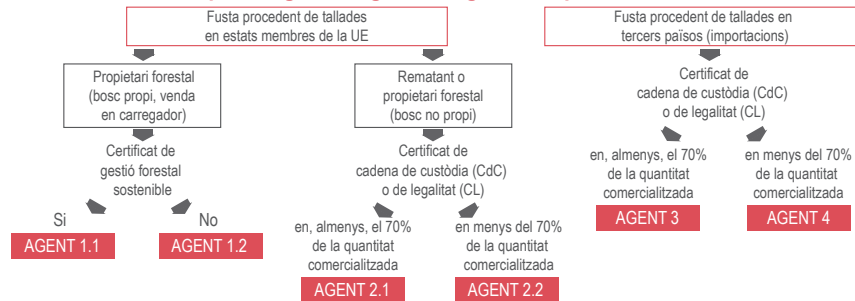 Fusta procedent de tallades
en estats membres de la UE
Propietari forestal
(bosc propi, venda
en carregador)
Certificat de
gestió forestal
sostenible
Si
No
AGENT 1.1
AGENT 1.2
Rematant o
propietari forestal
(bosc no propi)
Certificat de
cadena de custòdia (CdC)
o de legalitat (CL)
en, almenys, el 70%
de la quantitat
comercialitzada
AGENT 2.1
en menys del 70%
de la quantitat
comercialitzada
AGENT 2.2
Fusta procedent de tallades en
tercers països (importacions)
Certificat de
cadena de custòdia (CdC)
o de legalitat (CL)
en, almenys, el 70%
de la quantitat
comercialitzada
AGENT 3
en menys del 70%
de la quantitat
comercialitzada
AGENT 4